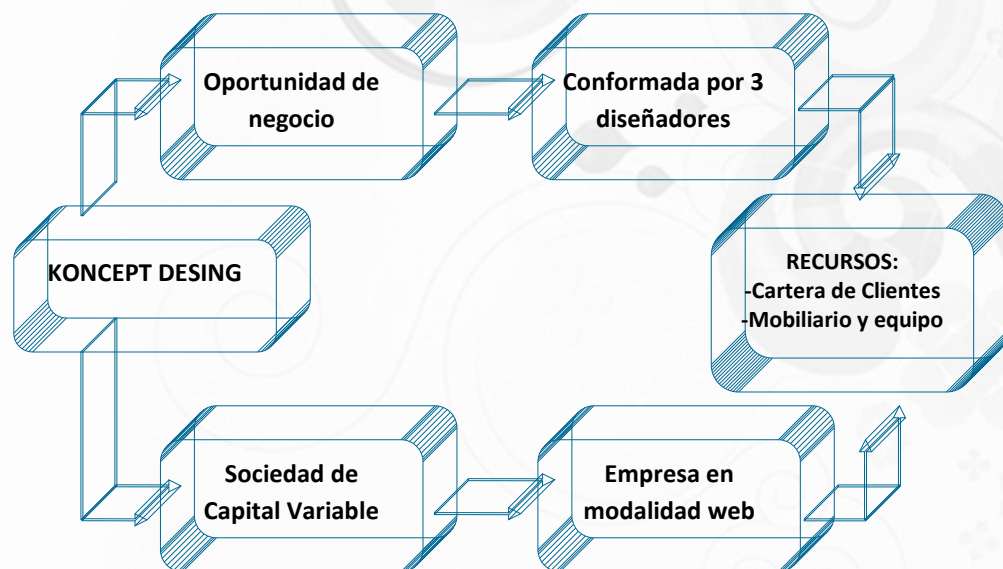 Oportunidad de
negocio
Conformada por 3
diseñadores
KONCEPT DESING
RECURSOS:
-Cartera de Clientes
-Mobiliario y equipo
Sociedad de
Capital Variable
Empresa en
modalidad web